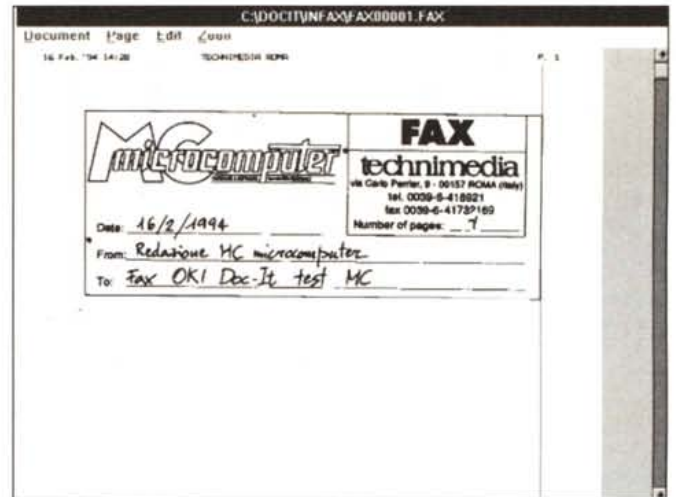 C:\DOCIT\INFAX\FAX00001.FAX
Document Page Edit Zoom
16 Feb. '94 14:28 TECHNIMEDIA ROMA P. 1
MC microcomputer
FAX
technimedia
via Carlo Perrier, 9 - 00157 ROMA (Italy)
tel. 0039-6-418921
fax 0039-6-41732169
Number of pages: 1
Date: 16/2/1994
From: Redazione MC microcomputer
To: Fax OKI Doc-It test MC